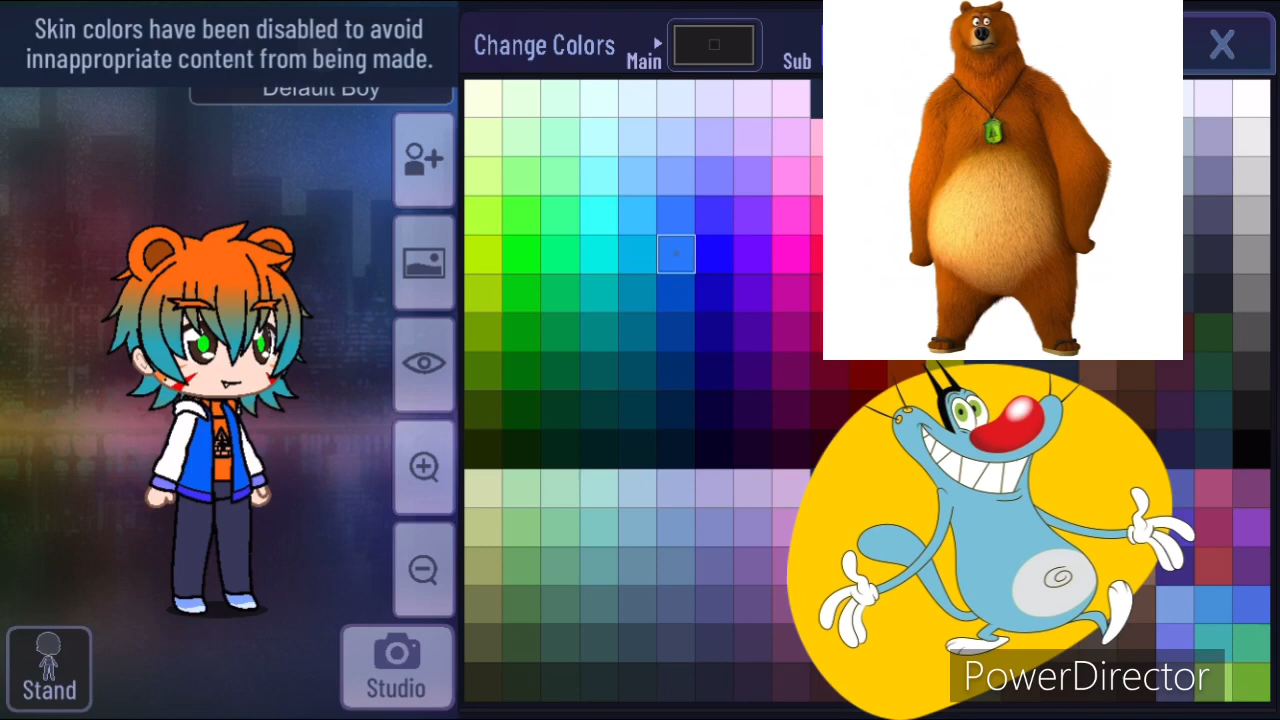 Skin colors have been disabled to avoid
innappropriate content from being made.
Default Boy
Change Colors
Main
Sub
X
Stand
Studio
PowerDirector